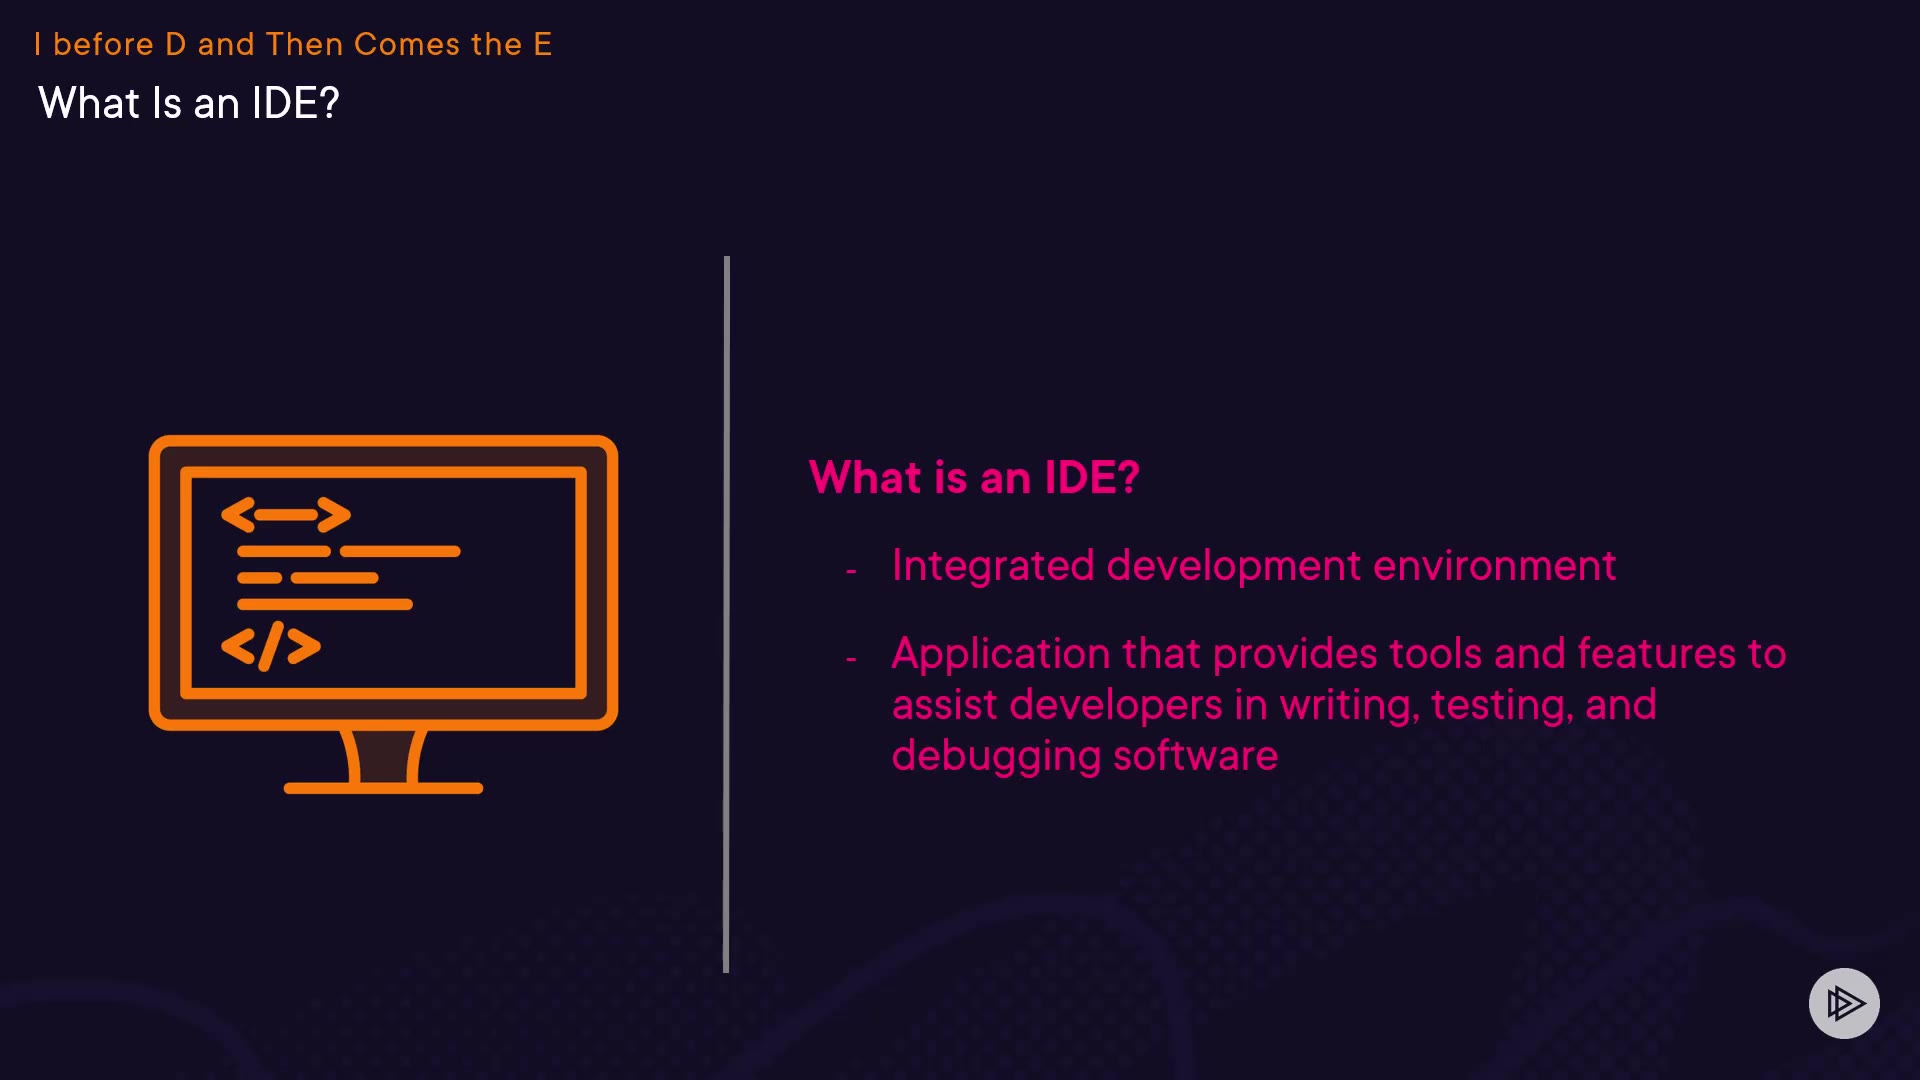 I before D and Then Comes the E
What Is an IDE?
What is an IDE?
- Integrated development environment
- Application that provides tools and features to
assist developers in writing, testing, and
debugging software